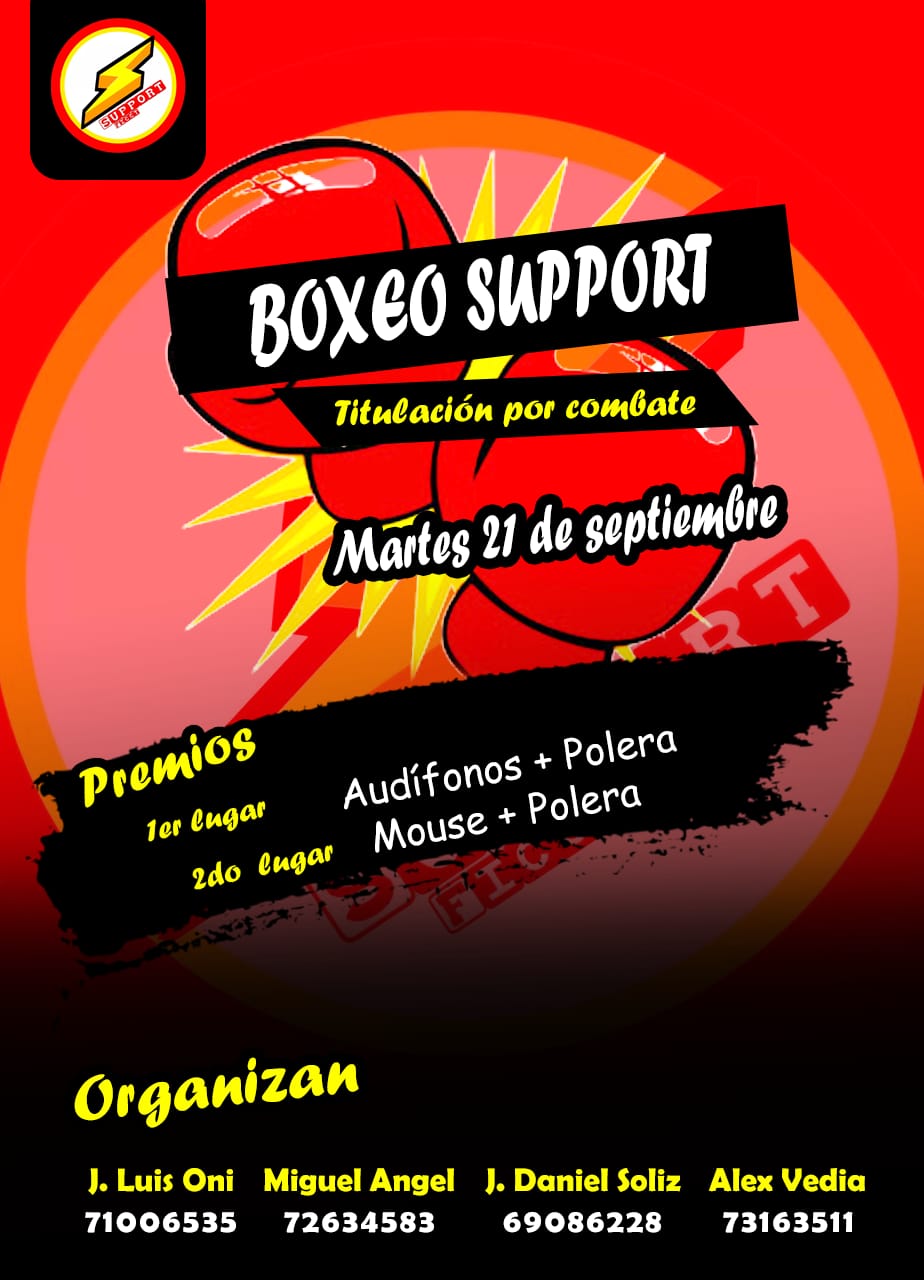 SUPPORT
FICCT
BOXEO SUPPORT
Titulación por combate
Martes 21 de septiembre
Premios
1er lugar Audífonos + Polera
2do lugar Mouse + Polera
Organizan
J. Luis Oni Miguel Angel J. Daniel Soliz Alex Vedia
71006535 72634583 69086228 73163511